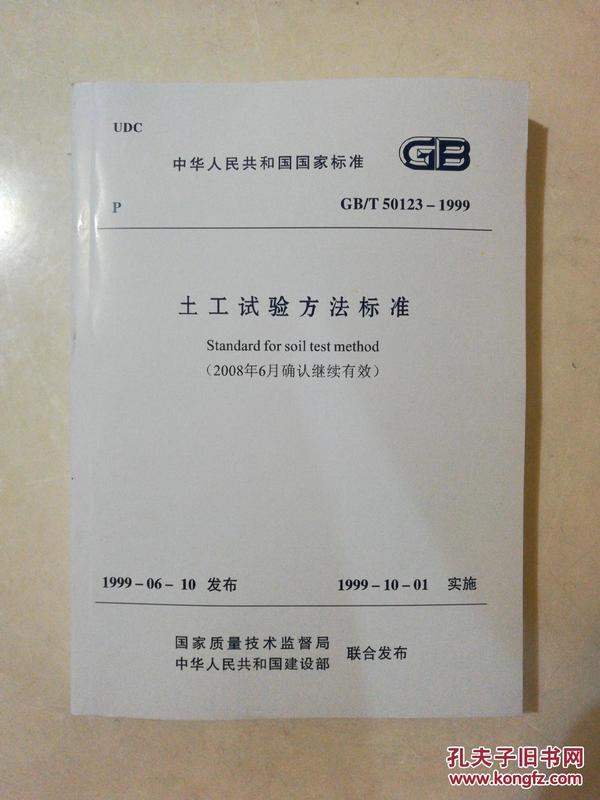 UDC
中华人民共和国国家标准
GB
P
GB/T 50123-1999
土工试验方法标准
Standard for soil test method
(2008年6月确认继续有效)
1999-06-10 发布
1999-10-01 实施
国家质量技术监督局
中华人民共和国建设部
联合发布
孔夫子旧书网
www.kongfz.com